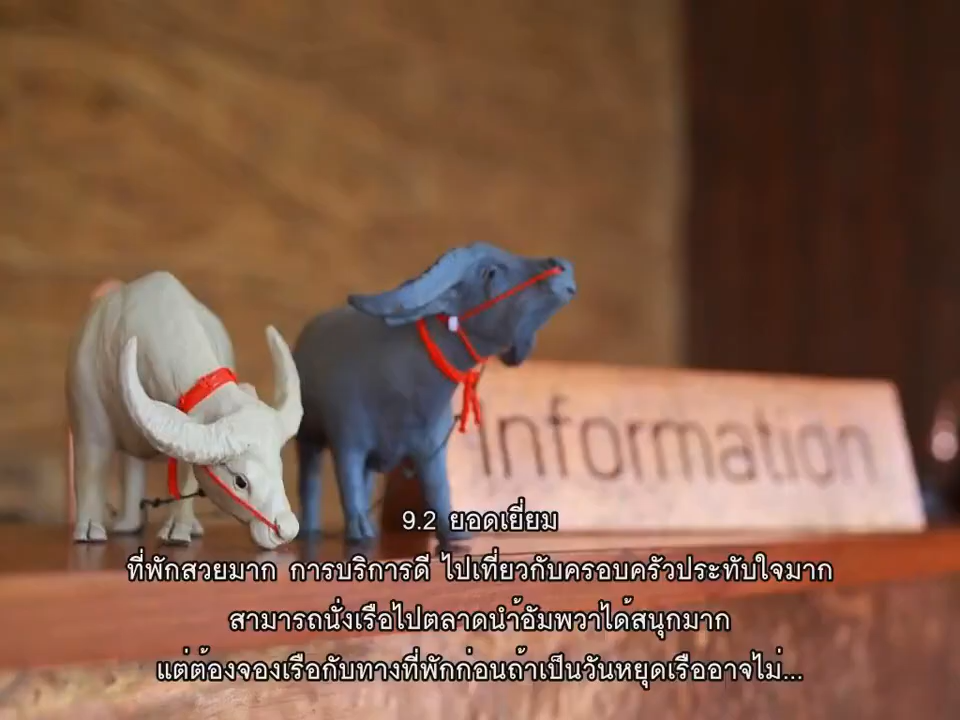 Information
9.2 ยอดเยี่ยม
ที่พักสวยมาก การบริการดี ไปเที่ยวกับครอบครัวประทับใจมาก
สามารถนั่งเรือไปตลาดน้ำอัมพวาได้สนุกมาก
แต่ต้องจองเรือกับทางที่พักก่อนถ้าเป็นวันหยุดเรืออาจไม่...